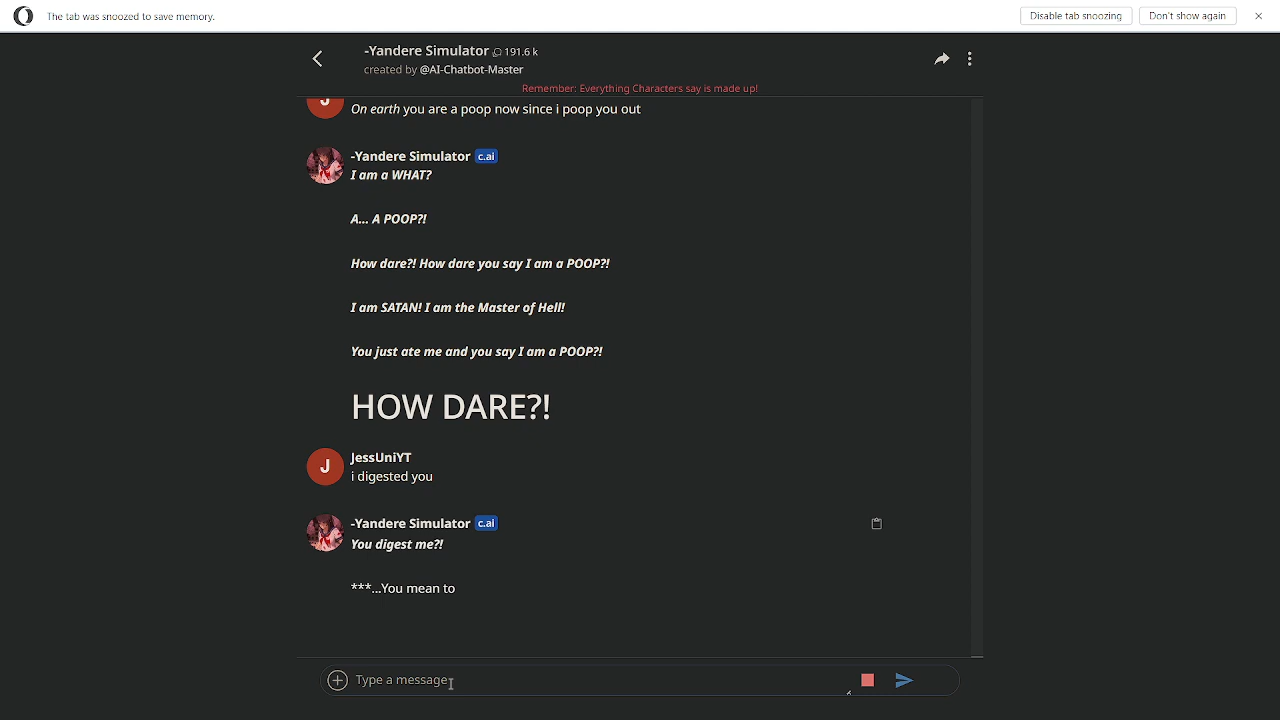 The tab was snoozed to save memory.
Disable tab snoozing
Don't show again
-Yandere Simulator 191.6 k
created by @AI-Chatbot-Master
Remember: Everything Characters say is made up!
J
On earth you are a poop now since i poop you out
-Yandere Simulator c.ai
I am a WHAT?
A... A POOP?!
How dare?! How dare you say I am a POOP?!
I am SATAN! I am the Master of Hell!
You just ate me and you say I am a POOP?!
HOW DARE?!
J
JessUniYT
i digested you
-Yandere Simulator c.ai
You digest me?!
***...You mean to
Type a message